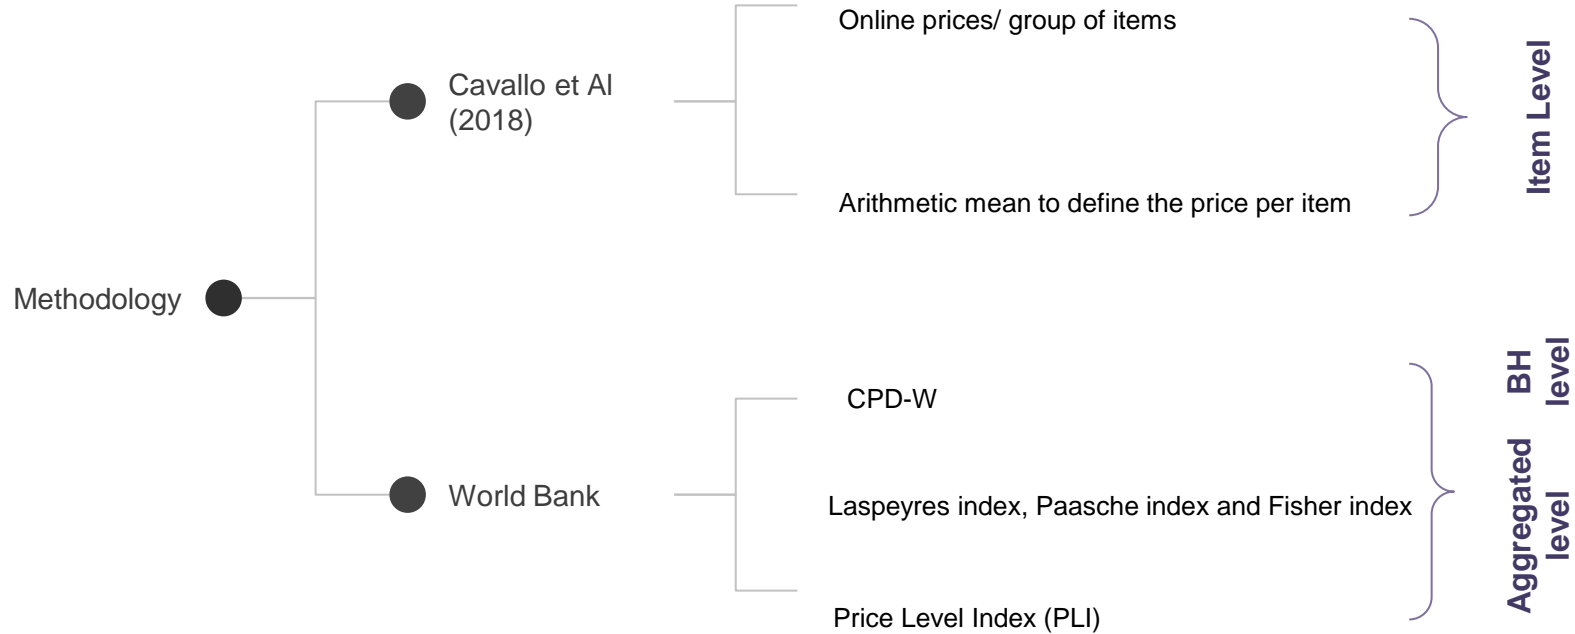 Online prices/ group of items
Cavallo et Al
(2018)
Item Level
Arithmetic mean to define the price per item
Methodology
BH
level
CPD-W
World Bank
Laspeyres index, Paasche index and Fisher index
Aggregated
level
Price Level Index (PLI)